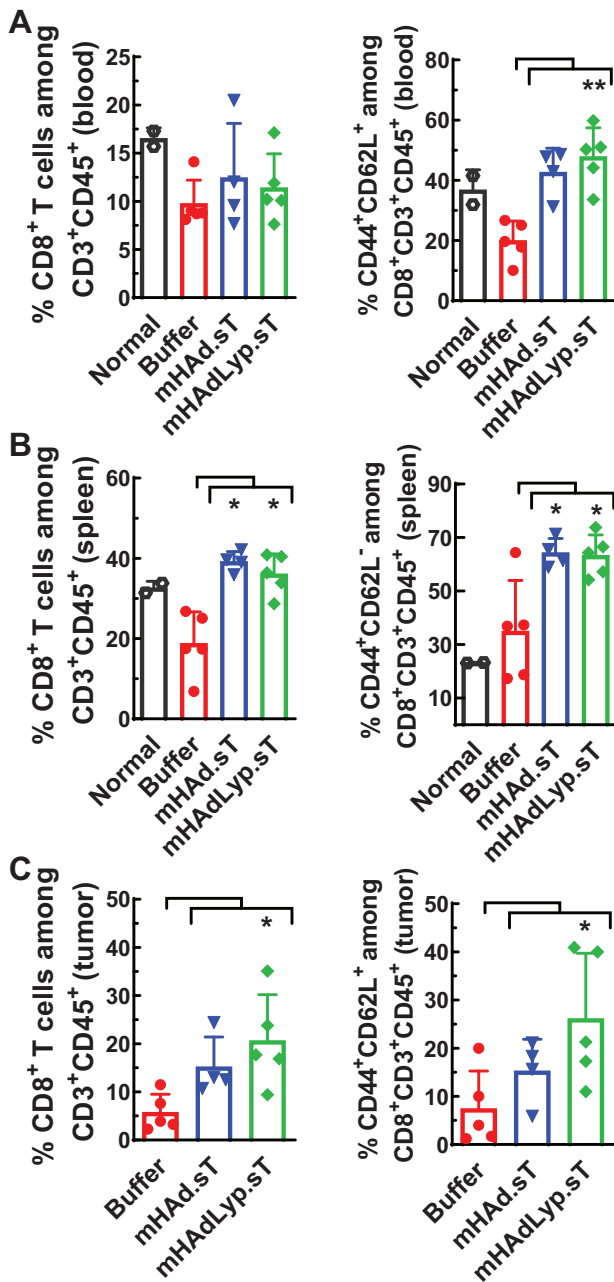 A
% CD8⁺ T cells among
CD3⁺CD45⁺ (blood)
25
20
15
10
5
0
Normal
Buffer
mHAd.sT
mHAdLyp.sT
% CD44⁺CD62L⁺ among
CD8⁺CD3⁺CD45⁺ (blood)
80
60
40
20
0
**
Normal
Buffer
mHAd.sT
mHAdLyp.sT
B
% CD8⁺ T cells among
CD3⁺CD45⁺ (spleen)
60
40
20
0
* *
Normal
Buffer
mHAd.sT
mHAdLyp.sT
% CD44⁺CD62L⁻ among
CD8⁺CD3⁺CD45⁺ (spleen)
90
70
50
30
10
* *
Normal
Buffer
mHAd.sT
mHAdLyp.sT
C
% CD8⁺ T cells among
CD3⁺CD45⁺ (tumor)
50
40
30
20
10
0
*
Buffer
mHAd.sT
mHAdLyp.sT
% CD44⁺CD62L⁺ among
CD8⁺CD3⁺CD45⁺ (tumor)
50
40
30
20
10
0
*
Buffer
mHAd.sT
mHAdLyp.sT